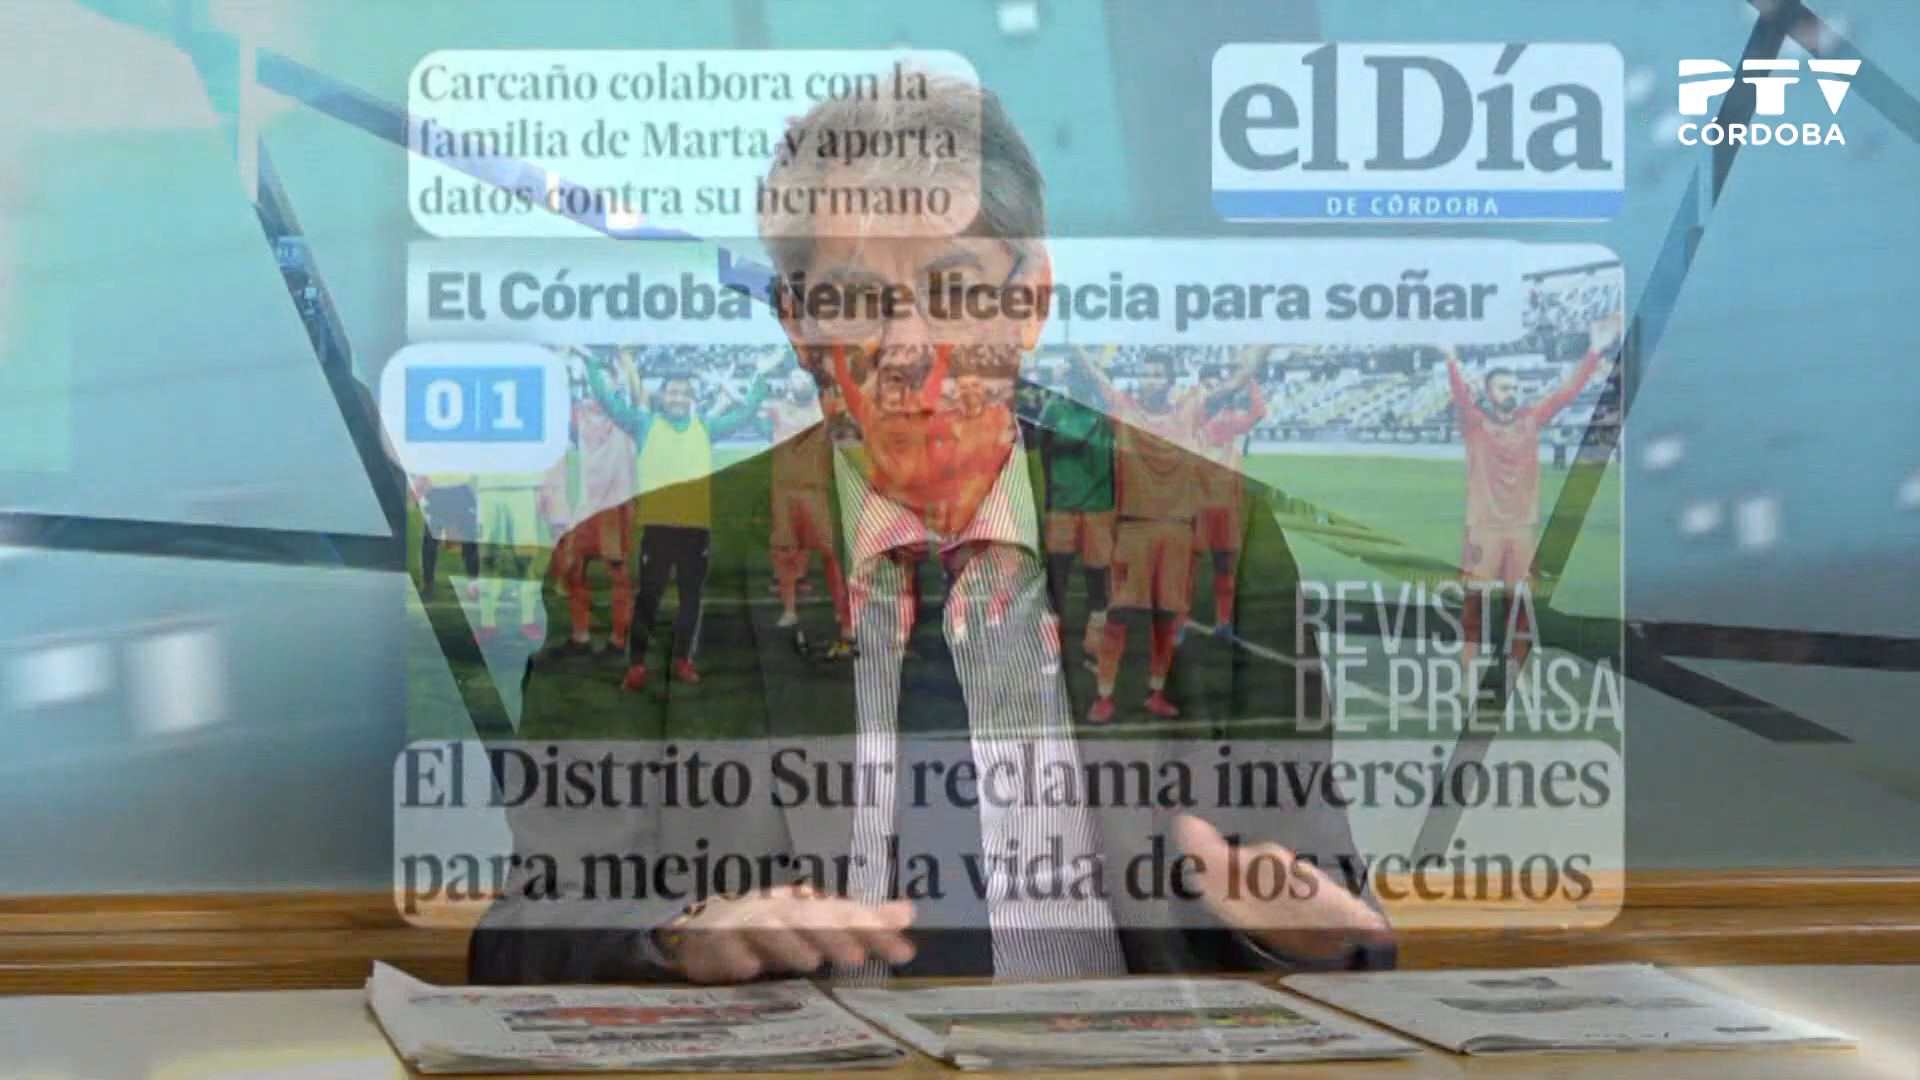 Carcaño colabora con la
familia de Marta y aporta
datos contra su hermano
el Día
DE CÓRDOBA
PTV
CÓRDOBA
El Córdoba tiene licencia para soñar
0 1
REVISTA
DE PRENSA
El Distrito Sur reclama inversiones
para mejorar la vida de los vecinos